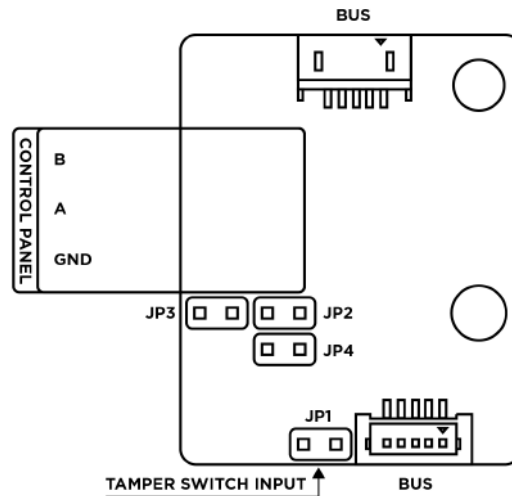 BUS
CONTROL PANEL
B
A
GND
JP3
JP2
JP4
JP1
TAMPER SWITCH INPUT
BUS